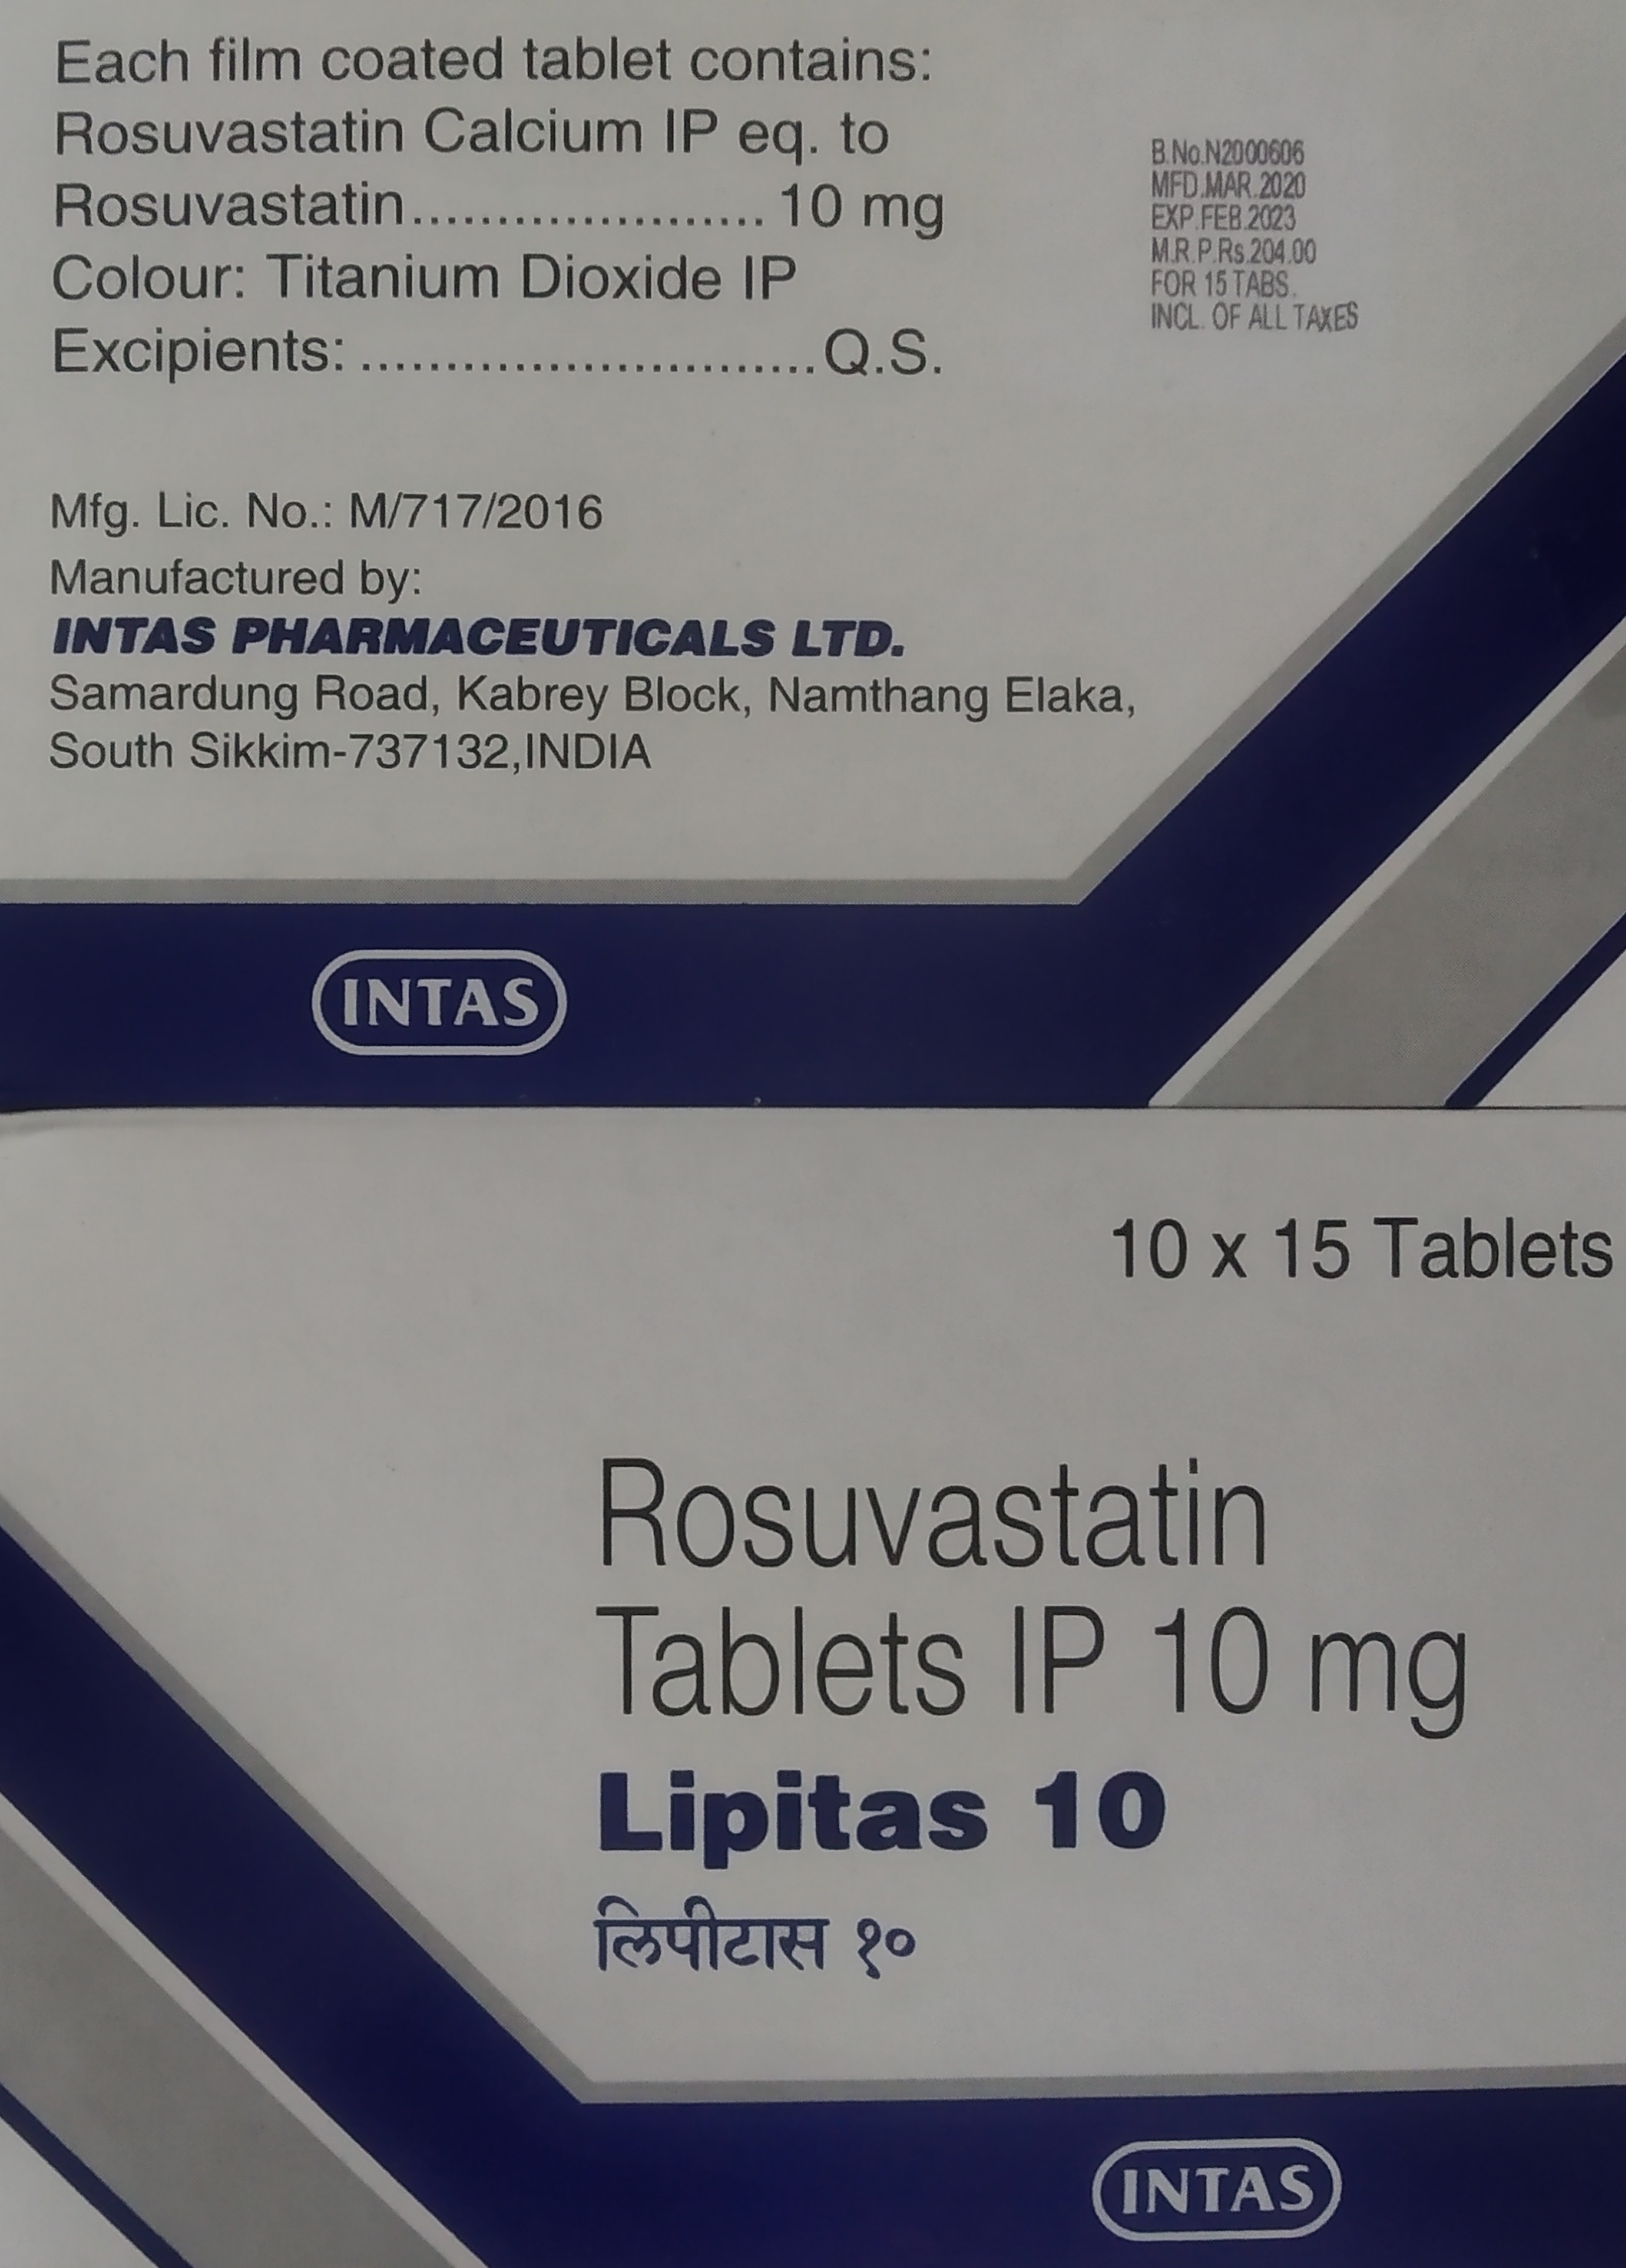 Each film coated tablet contains:
Rosuvastatin Calcium IP eq. to
Rosuvastatin..................... 10 mg
Colour: Titanium Dioxide IP
Excipients: ...........................Q.S.
B.No.N2000606
MFD.MAR.2020
EXP.FEB.2023
M.R.P.Rs.204.00
FOR 15 TABS.
INCL. OF ALL TAXES
Mfg. Lic. No.: M/717/2016
Manufactured by:
INTAS PHARMACEUTICALS LTD.
Samardung Road, Kabrey Block, Namthang Elaka,
South Sikkim-737132,INDIA
INTAS
10 x 15 Tablets
Rosuvastatin
Tablets IP 10 mg
Lipitas 10
लिपीटास १०
INTAS